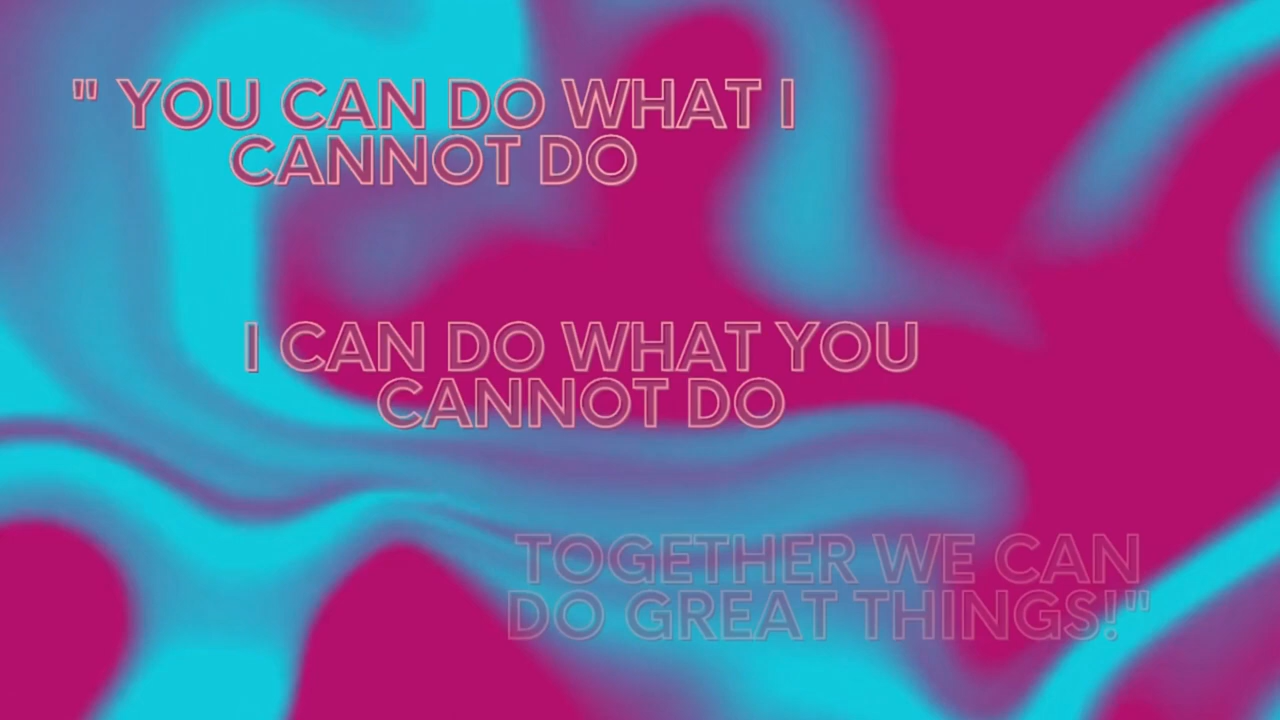 " YOU CAN DO WHAT I
CANNOT DO
I CAN DO WHAT YOU
CANNOT DO
TOGETHER WE CAN
DO GREAT THINGS!"